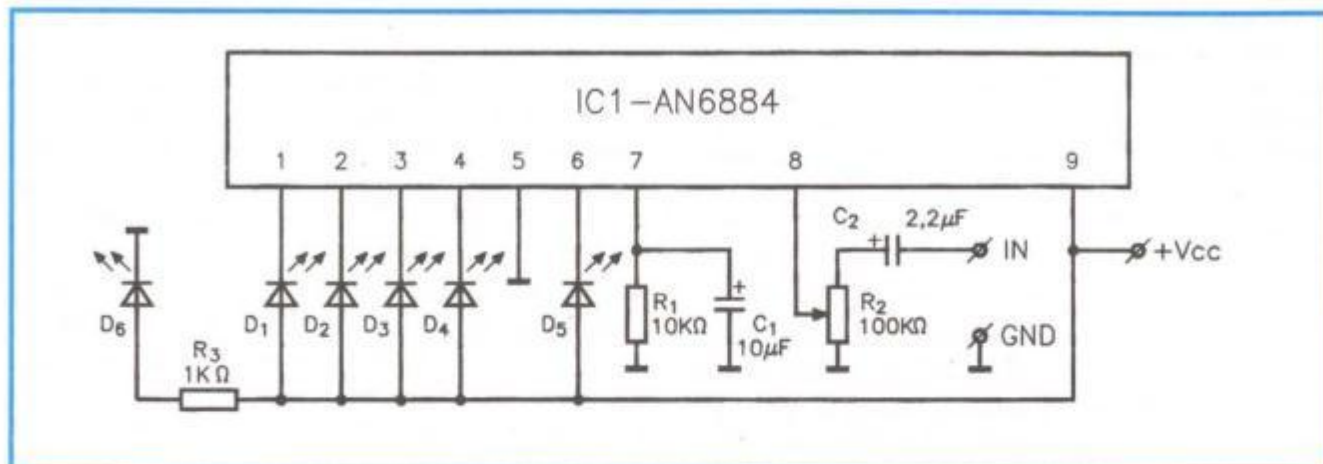 IC1-AN6884
1 2 3 4 5 6 7 8 9
C₂ 2,2µF
IN
+Vcc
D₆ D₁ D₂ D₃ D₄ D₅
R₁
10KΩ
C₁
10µF
R₂
100KΩ
GND
R₃
1KΩ
+
+